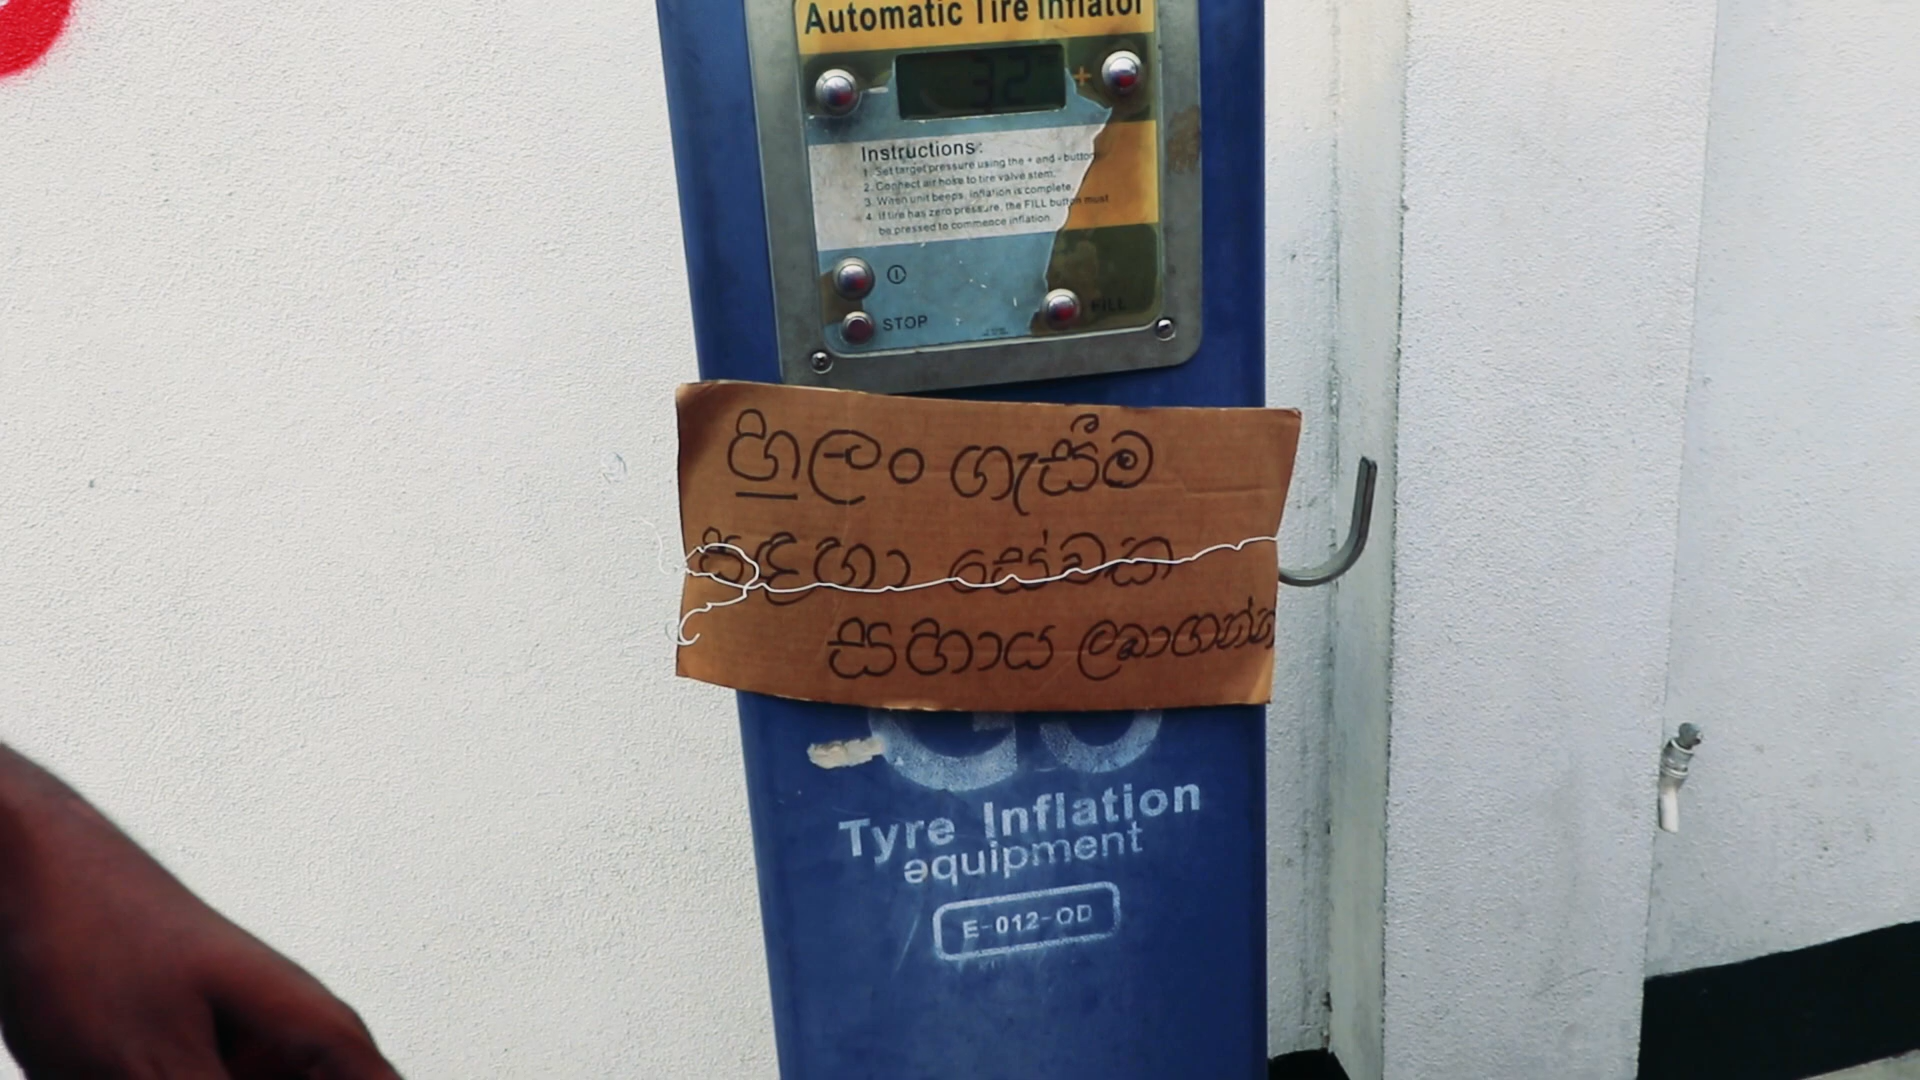 Automatic Tire Inflator
32
+
Instructions:
1. Set target pressure using the + and - button
2. Connect air hose to tire valve stem.
3. When unit beeps, inflation is complete.
4. If tire has zero pressure, the FILL button must
be pressed to commence inflation.
STOP
FILL
හුලං ගැසීම
සඳහා සේවක
සහාය ලබාගන්න
Tyre Inflation
equipment
E-012-OD